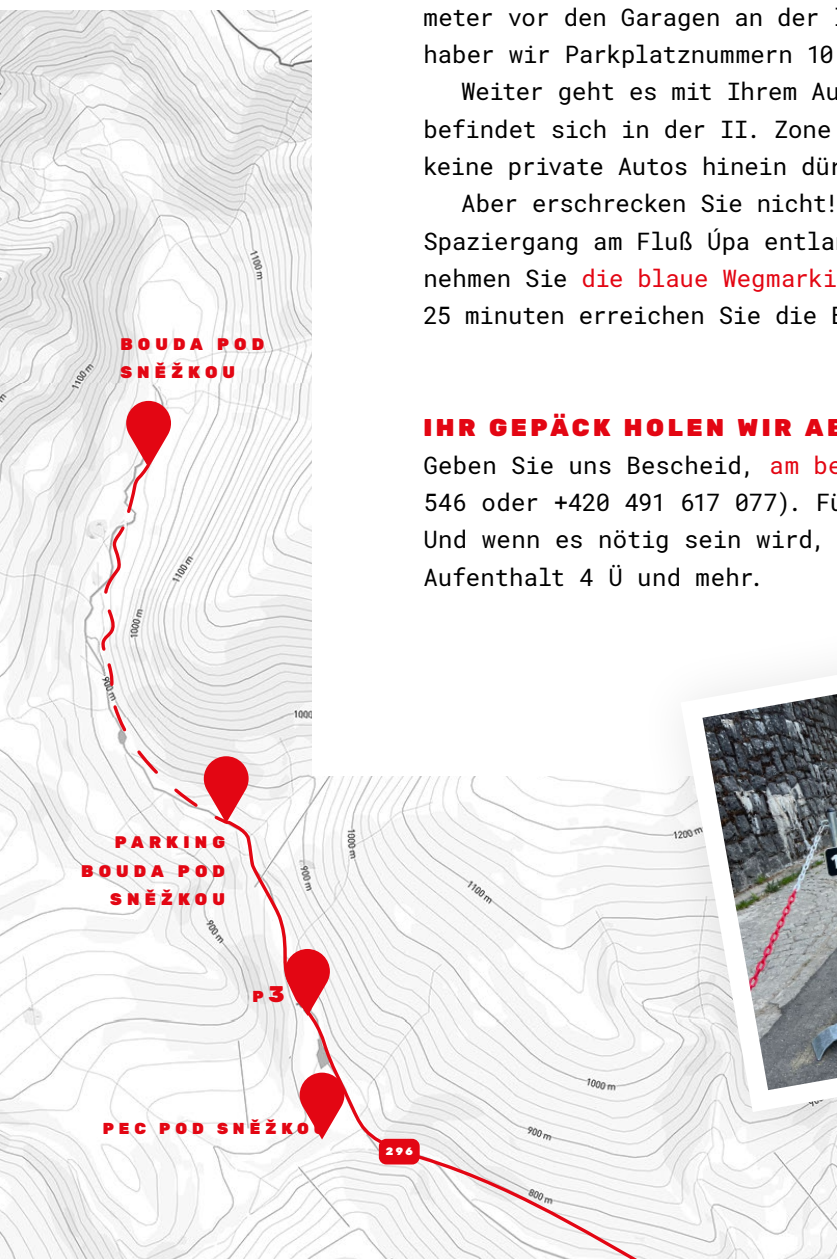 meter vor den Garagen an der
haber wir Parkplatznummern 10
Weiter geht es mit Ihrem Au
befindet sich in der II. Zone
keine private Autos hinein dür
Aber erschrecken Sie nicht!
Spaziergang am Fluß Úpa entla
nehmen Sie die blaue Wegmarki
25 minuten erreichen Sie die
IHR GEPÄCK HOLEN WIR AB
Geben Sie uns Bescheid, am be
546 oder +420 491 617 077). Fü
Und wenn es nötig sein wird,
Aufenthalt 4 Ü und mehr.
1100 m
BOUDA POD
SNĚŽKOU
1100 m
1100 m
1000 m
900 m
1000
PARKING
BOUDA POD
SNĚŽKOU
1000 m
900 m
1200 m
1100 m
900 m
P3
1000 m
PEC POD SNĚŽKO
296
900 m
800 m